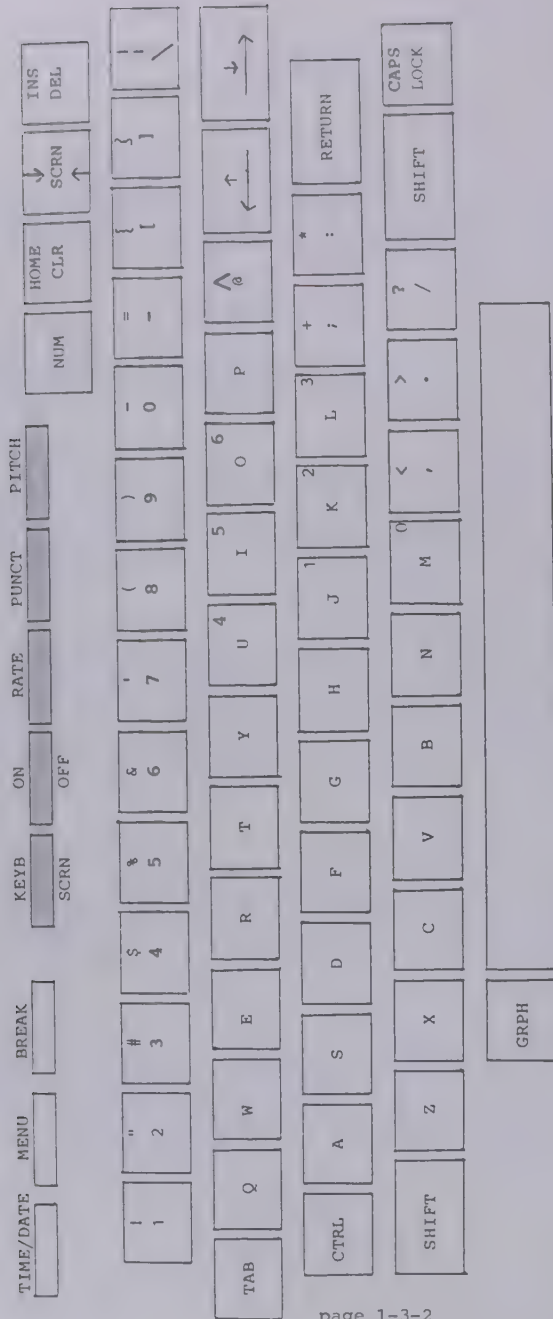 TIME/DATE MENU BREAK KEYB ON RATE PUNCT PITCH HOME ↓ INS
SCRN OFF NUM CLR SCRN DEL
↑
! " # $ % & ' ( ) - = { } ¦
1 2 3 4 5 6 7 8 9 0 - [ ] \
4 5 6 ^ ↑ ↓
TAB Q W E R T Y U I O P @ ← →
1 2 3 + *
CTRL A S D F G H J K L ; : RETURN
0 < > ? CAPS
SHIFT Z X C V B N M , . / SHIFT LOCK
GRPH
page 1-3-2